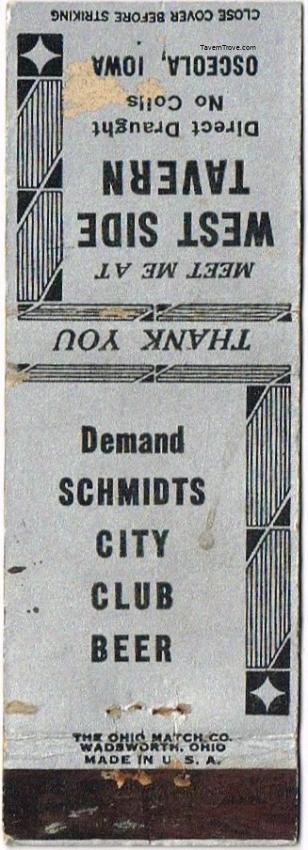 CLOSE COVER BEFORE STRIKING
TavernTrove.com
MEET ME AT
WEST SIDE
TAVERN
Direct Draught
No Coils
OSCEOLA, IOWA
THANK YOU
Demand
SCHMIDTS
CITY
CLUB
BEER
THE OHIO MATCH CO.
WADSWORTH, OHIO
MADE IN U. S. A.